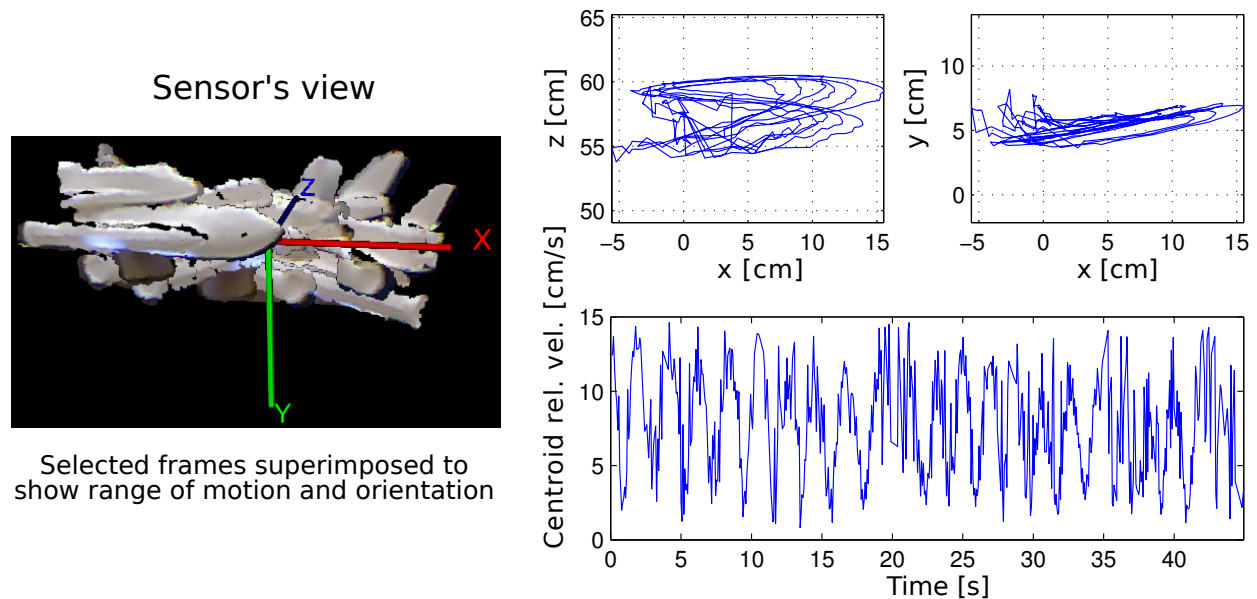 Sensor's view
Z
X
Y
Selected frames superimposed to
show range of motion and orientation
65
60
55
50
z [cm]
−5 0 5 10 15
x [cm]
10
5
0
y [cm]
−5 0 5 10 15
x [cm]
15
10
5
0
Centroid rel. vel. [cm/s]
0 5 10 15 20 25 30 35 40
Time [s]